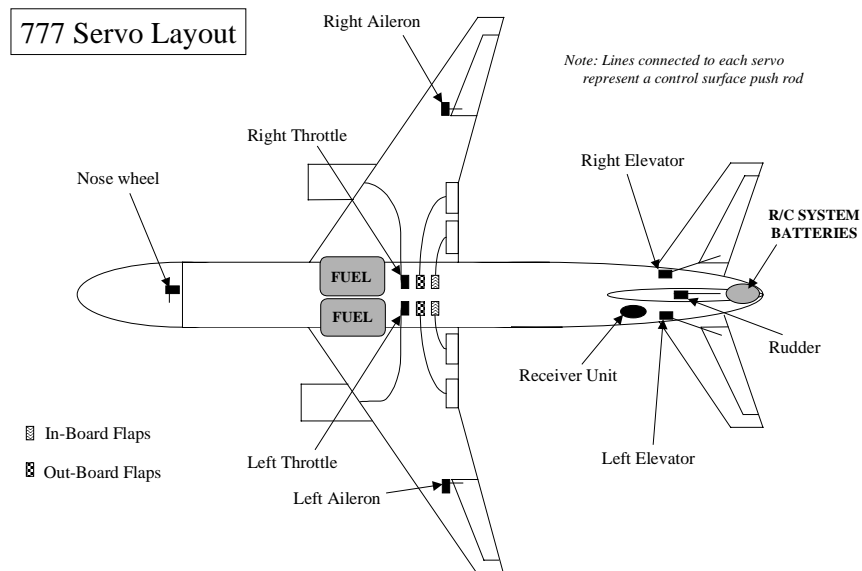 777 Servo Layout
Right Aileron
Note: Lines connected to each servo
represent a control surface push rod
Right Throttle
Right Elevator
Nose wheel
R/C SYSTEM
BATTERIES
FUEL
FUEL
Rudder
Receiver Unit
In-Board Flaps
Left Throttle
Left Elevator
Out-Board Flaps
Left Aileron